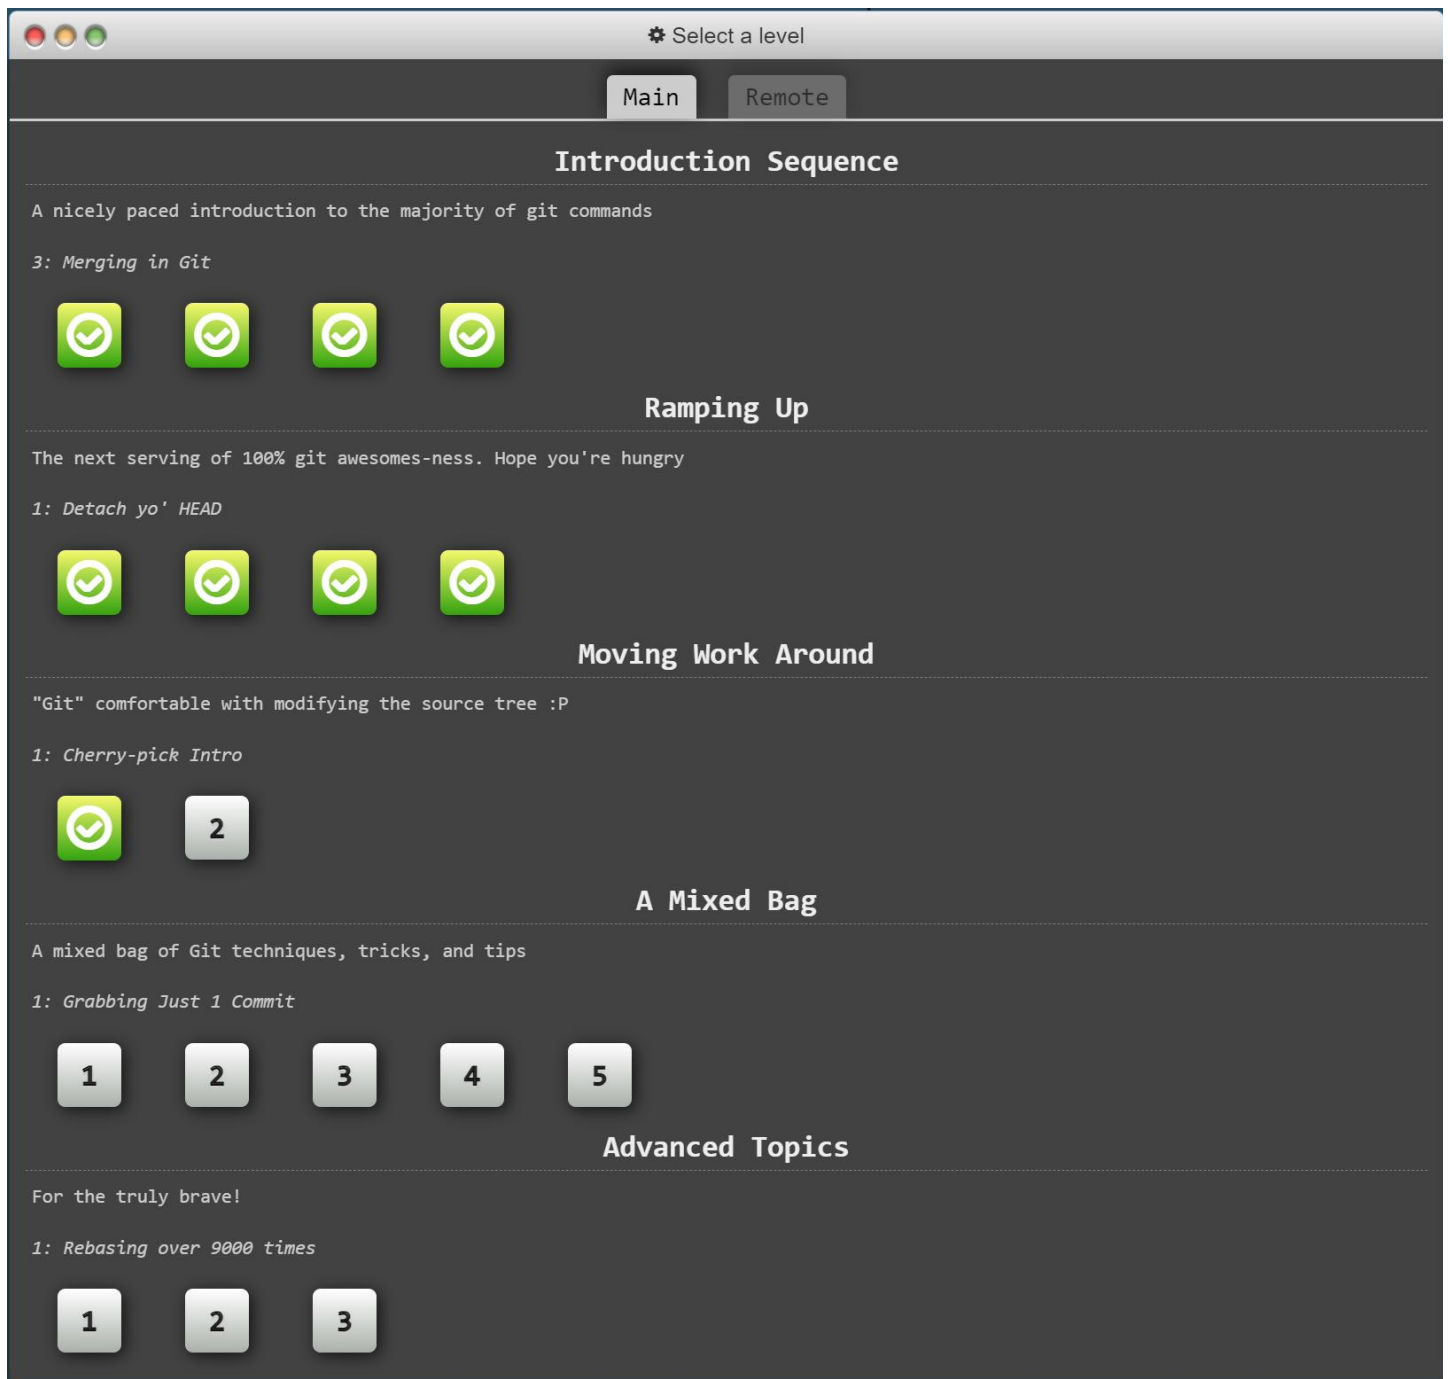 Select a level
Main Remote
Introduction Sequence
A nicely paced introduction to the majority of git commands
3: Merging in Git
Ramping Up
The next serving of 100% git awesomes-ness. Hope you're hungry
1: Detach yo' HEAD
Moving Work Around
"Git" comfortable with modifying the source tree :P
1: Cherry-pick Intro
2
A Mixed Bag
A mixed bag of Git techniques, tricks, and tips
1: Grabbing Just 1 Commit
1 2 3 4 5
Advanced Topics
For the truly brave!
1: Rebasing over 9000 times
1 2 3